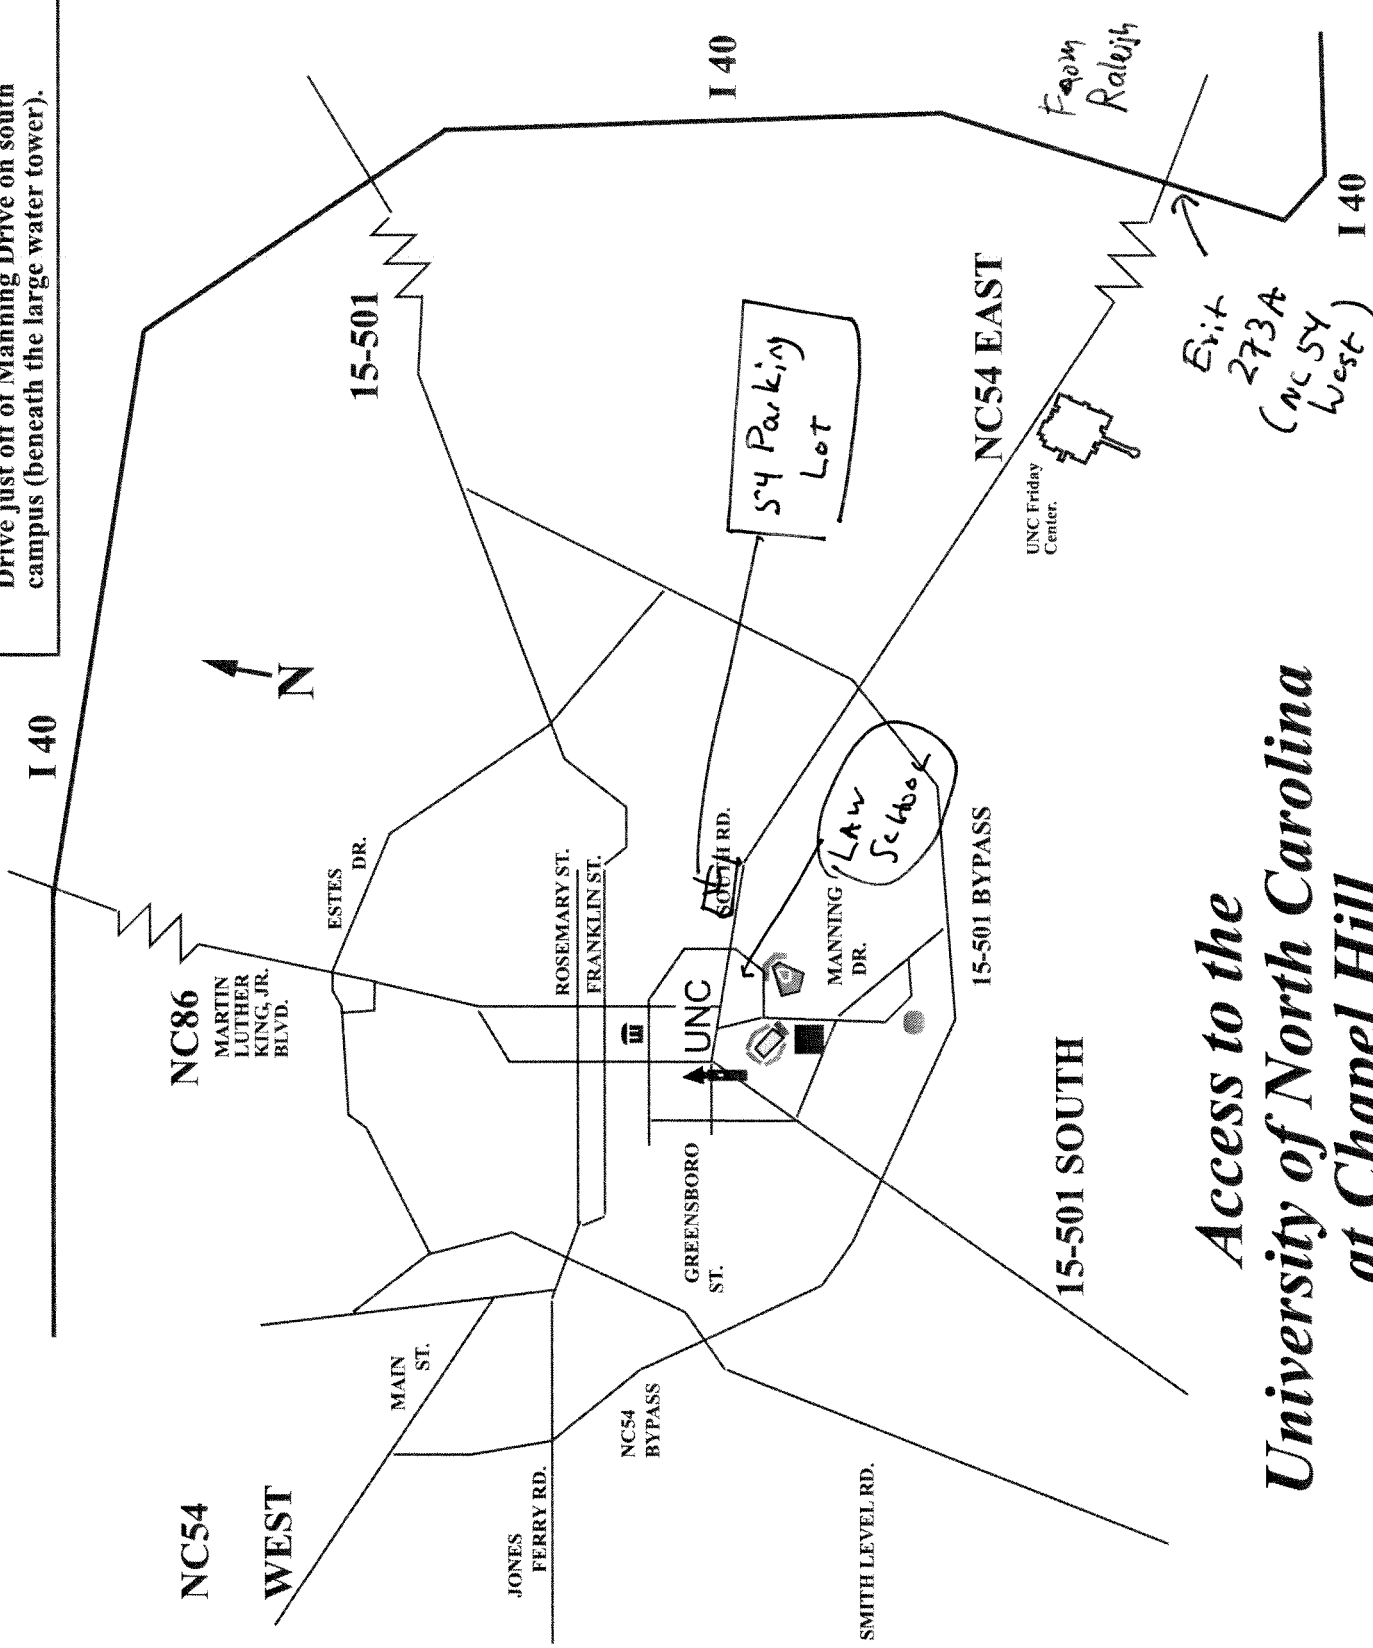 Drive just off of Manning Drive on south
campus (beneath the large water tower).
I 40
N
I 40
15-501
NC86
MARTIN
LUTHER
KING, JR.
BLVD.
ESTES
DR.
ROSEMARY ST.
FRANKLIN ST.
UNC
SOUTH RD.
54 Parking
Lot
LAW
School
MANNING
DR.
15-501 BYPASS
NC54 EAST
UNC Friday
Center.
From
Raleigh
Exit
273A
(NC 54
West)
I 40
NC54
WEST
MAIN
ST.
JONES
FERRY RD.
NC54
BYPASS
GREENSBORO
ST.
SMITH LEVEL RD.
15-501 SOUTH
Access to the
University of North Carolina
at Chapel Hill